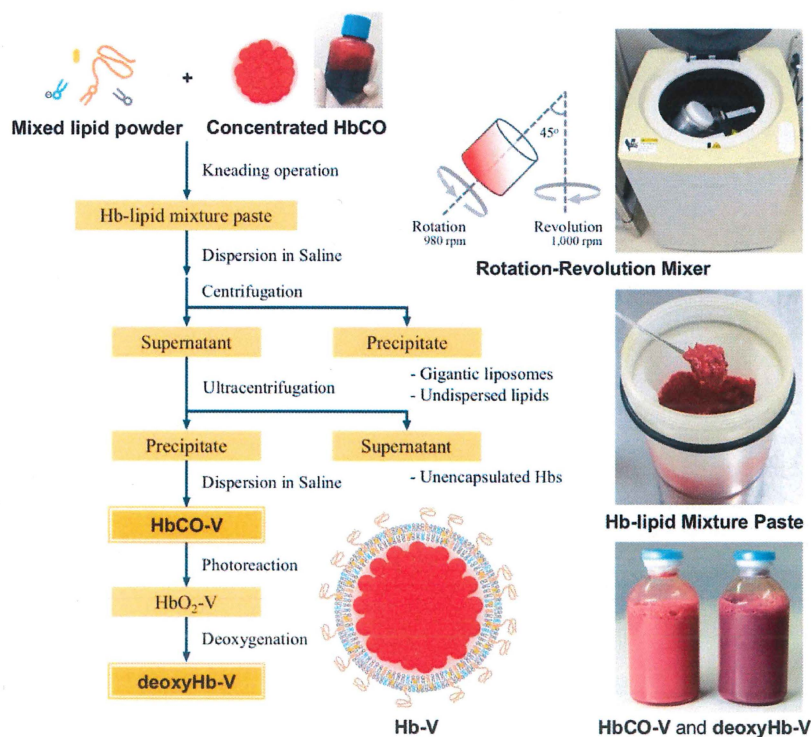 Mixed lipid powder
+
Concentrated HbCO
Kneading operation
Hb-lipid mixture paste
Dispersion in Saline
Centrifugation
Supernatant
Precipitate
- Gigantic liposomes
- Undispersed lipids
Ultracentrifugation
Precipitate
Supernatant
- Unencapsulated Hbs
Dispersion in Saline
HbCO-V
Photoreaction
HbO₂-V
Deoxygenation
deoxyHb-V
Hb-V
45°
Rotation
980 rpm
Revolution
1,000 rpm
Rotation-Revolution Mixer
Hb-lipid Mixture Paste
HbCO-V and deoxyHb-V